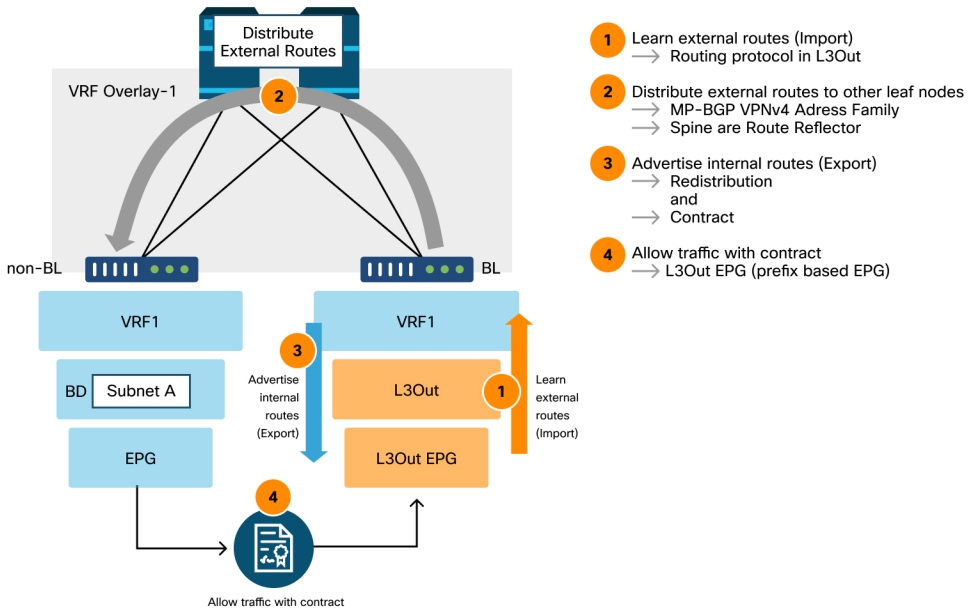 Distribute
External Routes
VRF Overlay-1
2
non-BL
BL
VRF1
VRF1
3
Advertise
internal
routes
(Export)
BD
Subnet A
L3Out
1
Learn
external
routes
(Import)
EPG
L3Out EPG
4
Allow traffic with contract
1
Learn external routes (Import)
Routing protocol in L3Out
2
Distribute external routes to other leaf nodes
MP-BGP VPNv4 Adress Family
Spine are Route Reflector
3
Advertise internal routes (Export)
Redistribution
and
Contract
4
Allow traffic with contract
L3Out EPG (prefix based EPG)